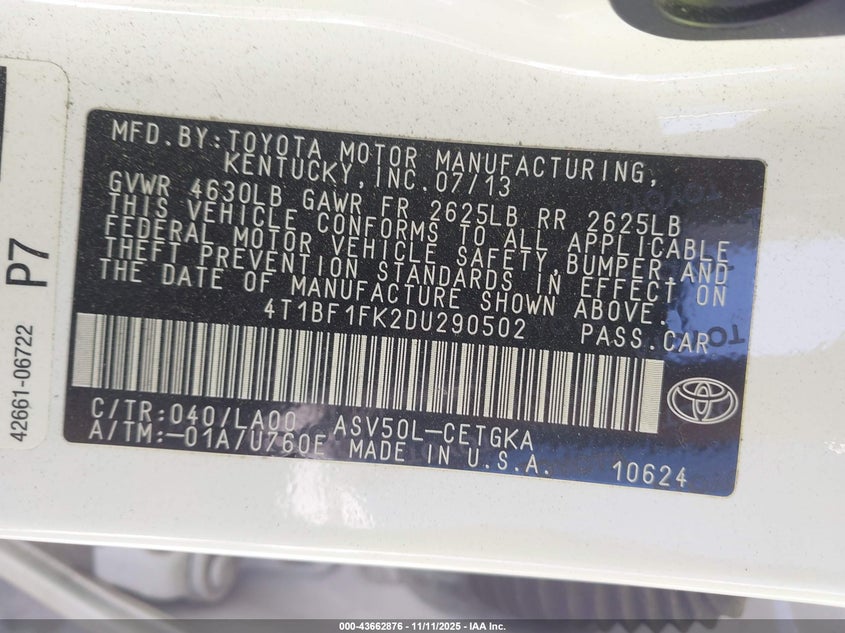 MFD.BY:TOYOTA MOTOR MANUFACTURING,
KENTUCKY,INC.07/13
GVWR 4630LB GAWR FR 2625LB RR 2625LB
THIS VEHICLE CONFORMS TO ALL APPLICABLE
FEDERAL MOTOR VEHICLE SAFETY,BUMPER,AND
THEFT PREVENTION STANDARDS IN EFFECT ON
THE DATE OF MANUFACTURE SHOWN ABOVE.
4T1BF1FK2DU290502 PASS.CAR
C/TR:040/LA00 ASV50L-CETGKA
A/TM:-01A/U760E MADE IN U.S.A.
10624
42661-06722 P7
000-43662876 - 11/11/2025 - IAA Inc.